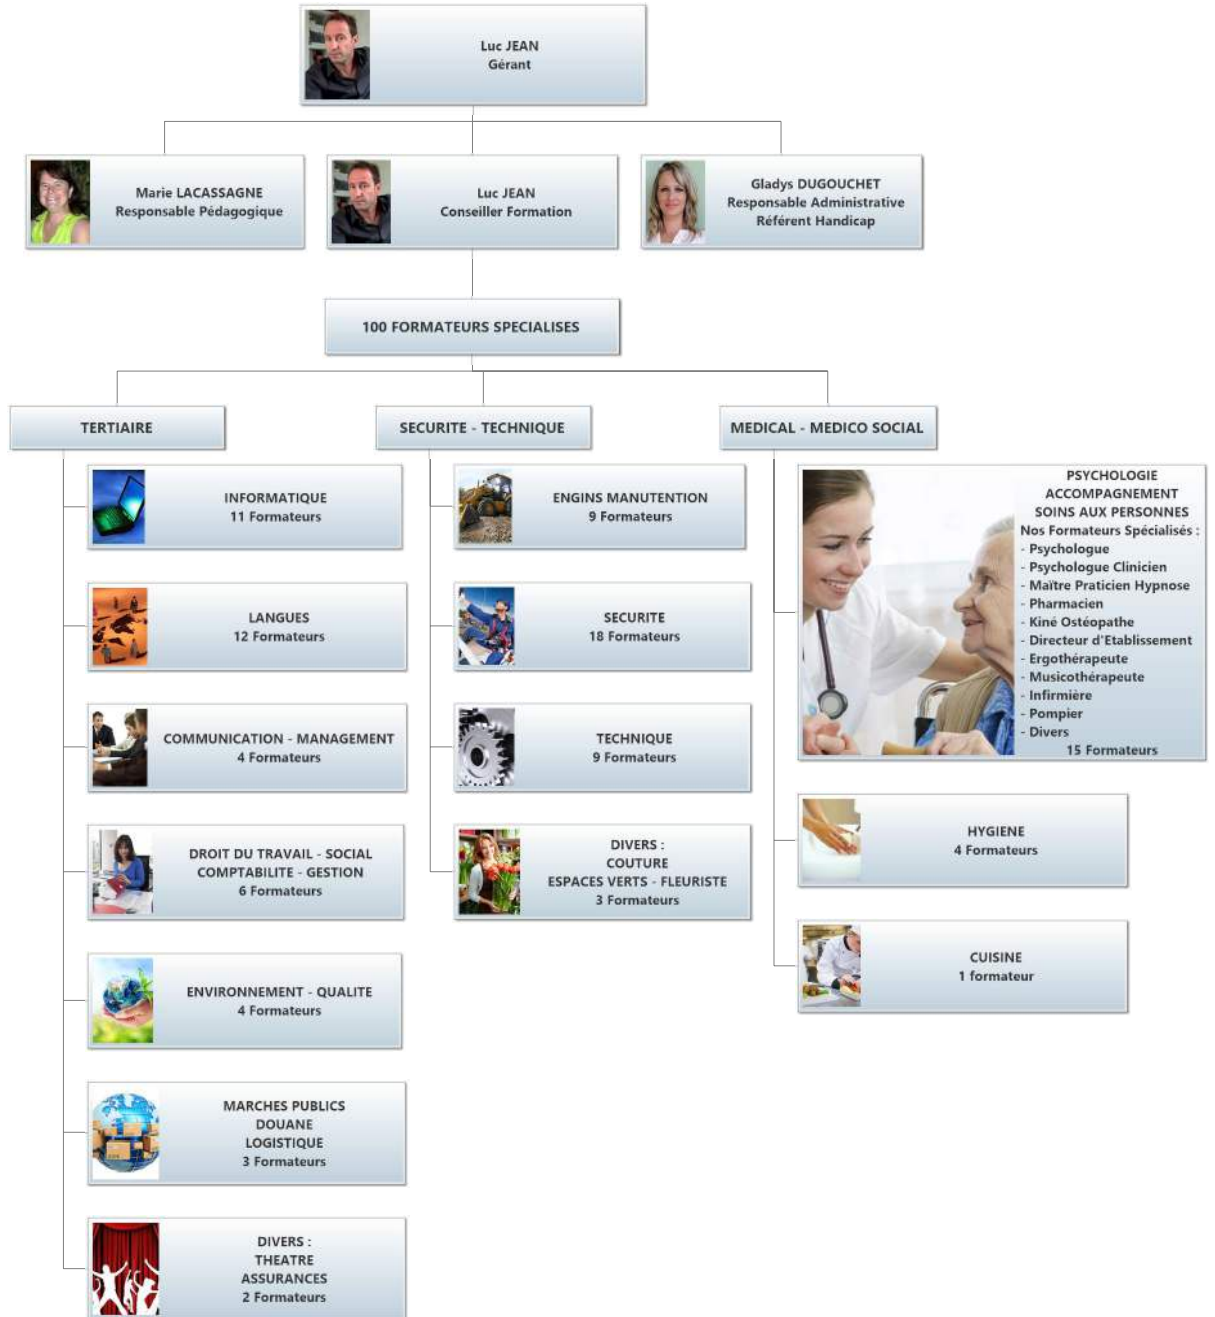 Luc JEAN
Gérant
Marie LACASSAGNE
Responsable Pédagogique
Luc JEAN
Conseiller Formation
Gladys DUGOUCHET
Responsable Administrative
Référent Handicap
100 FORMATEURS SPECIALISES
TERTIAIRE
INFORMATIQUE
11 Formateurs
LANGUES
12 Formateurs
COMMUNICATION - MANAGEMENT
4 Formateurs
DROIT DU TRAVAIL - SOCIAL
COMPTABILITE - GESTION
6 Formateurs
ENVIRONNEMENT - QUALITE
4 Formateurs
MARCHES PUBLICS
DOUANE
LOGISTIQUE
3 Formateurs
DIVERS :
THEATRE
ASSURANCES
2 Formateurs
SECURITE - TECHNIQUE
ENGINS MANUTENTION
9 Formateurs
SECURITE
18 Formateurs
TECHNIQUE
9 Formateurs
DIVERS :
COUTURE
ESPACES VERTS - FLEURISTE
3 Formateurs
MEDICAL - MEDICO SOCIAL
PSYCHOLOGIE
ACCOMPAGNEMENT
SOINS AUX PERSONNES
Nos Formateurs Spécialisés :
- Psychologue
- Psychologue Clinicien
- Maître Praticien Hypnose
- Pharmacien
- Kiné Ostéopathe
- Directeur d'Etablissement
- Ergothérapeute
- Musicothérapeute
- Infirmière
- Pompier
- Divers
15 Formateurs
HYGIENE
4 Formateurs
CUISINE
1 formateur